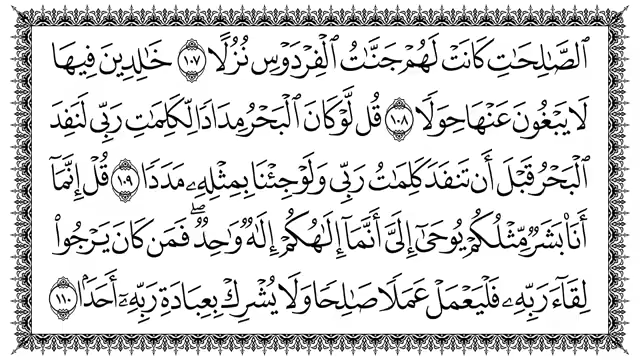 ٱلصَّٰلِحَٰتِ كَانَتْ لَهُمْ جَنَّٰتُ ٱلْفِرْدَوْسِ نُزُلًا ١٠٧ خَٰلِدِينَ فِيهَا
لَا يَبْغُونَ عَنْهَا حِوَلًا ١٠٨ قُل لَّوْ كَانَ ٱلْبَحْرُ مِدَادًا لِّكَلِمَٰتِ رَبِّى لَنَفِدَ
ٱلْبَحْرُ قَبْلَ أَن تَنفَدَ كَلِمَٰتُ رَبِّى وَلَوْ جِئْنَا بِمِثْلِهِۦ مَدَدًا ١٠٩ قُلْ إِنَّمَآ
أَنَا۠ بَشَرٌ مِّثْلُكُمْ يُوحَىٰٓ إِلَىَّ أَنَّمَآ إِلَٰهُكُمْ إِلَٰهٌ وَٰحِدٌ ۖ فَمَن كَانَ يَرْجُوا۟
لِقَآءَ رَبِّهِۦ فَلْيَعْمَلْ عَمَلًا صَٰلِحًا وَلَا يُشْرِكْ بِعِبَادَةِ رَبِّهِۦٓ أَحَدًۢا ١١٠